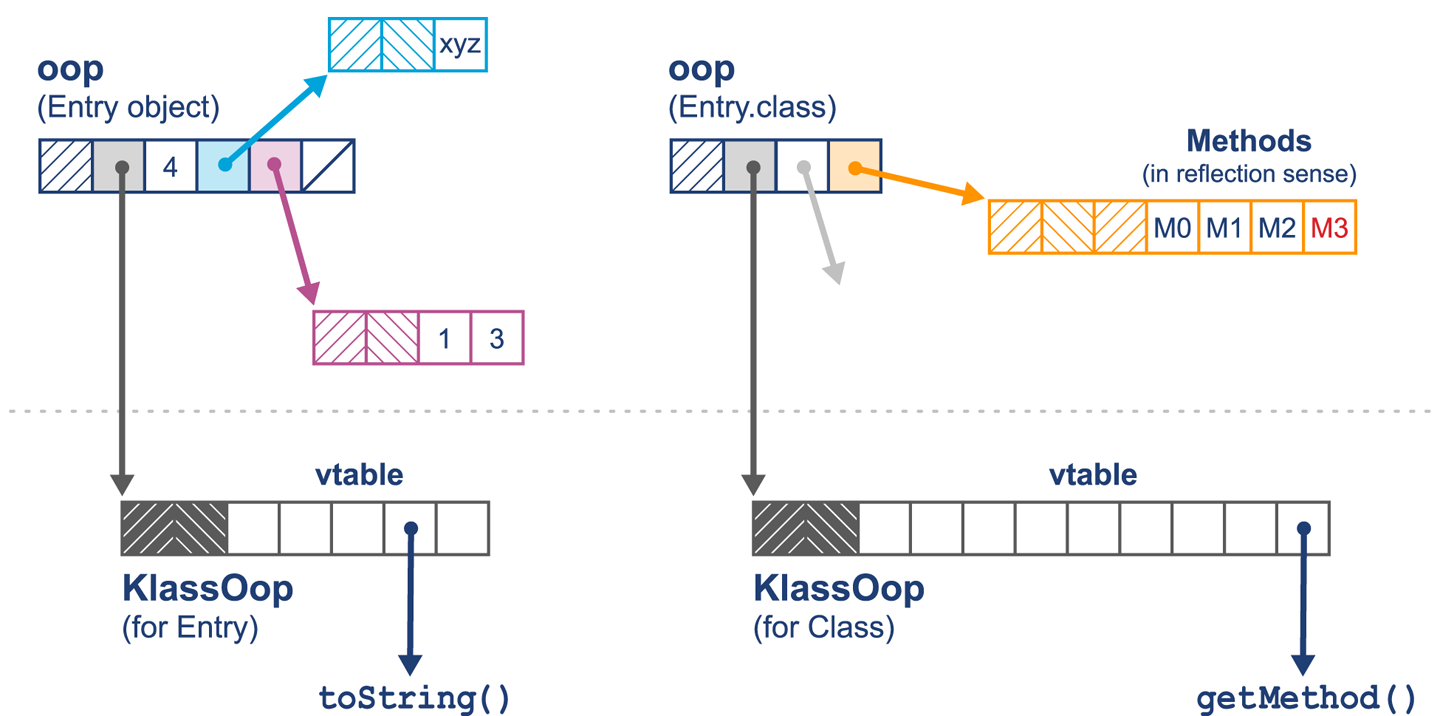 xyz
oop
(Entry object)
4
1 3
oop
(Entry.class)
Methods
(in reflection sense)
M0 M1 M2 M3
vtable
KlassOop
(for Entry)
toString()
vtable
KlassOop
(for Class)
getMethod()